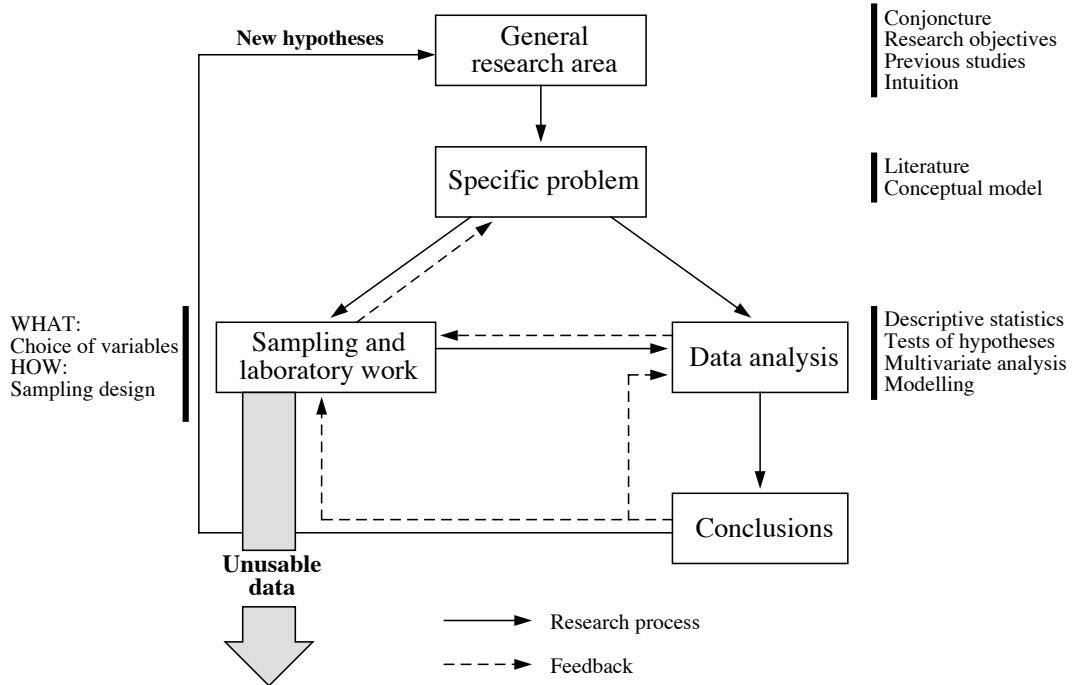 New hypotheses
General
research area
Conjoncture
Research objectives
Previous studies
Intuition
Specific problem
Literature
Conceptual model
WHAT:
Choice of variables
HOW:
Sampling design
Sampling and
laboratory work
Data analysis
Descriptive statistics
Tests of hypotheses
Multivariate analysis
Modelling
Conclusions
Unusable
data
Research process
Feedback